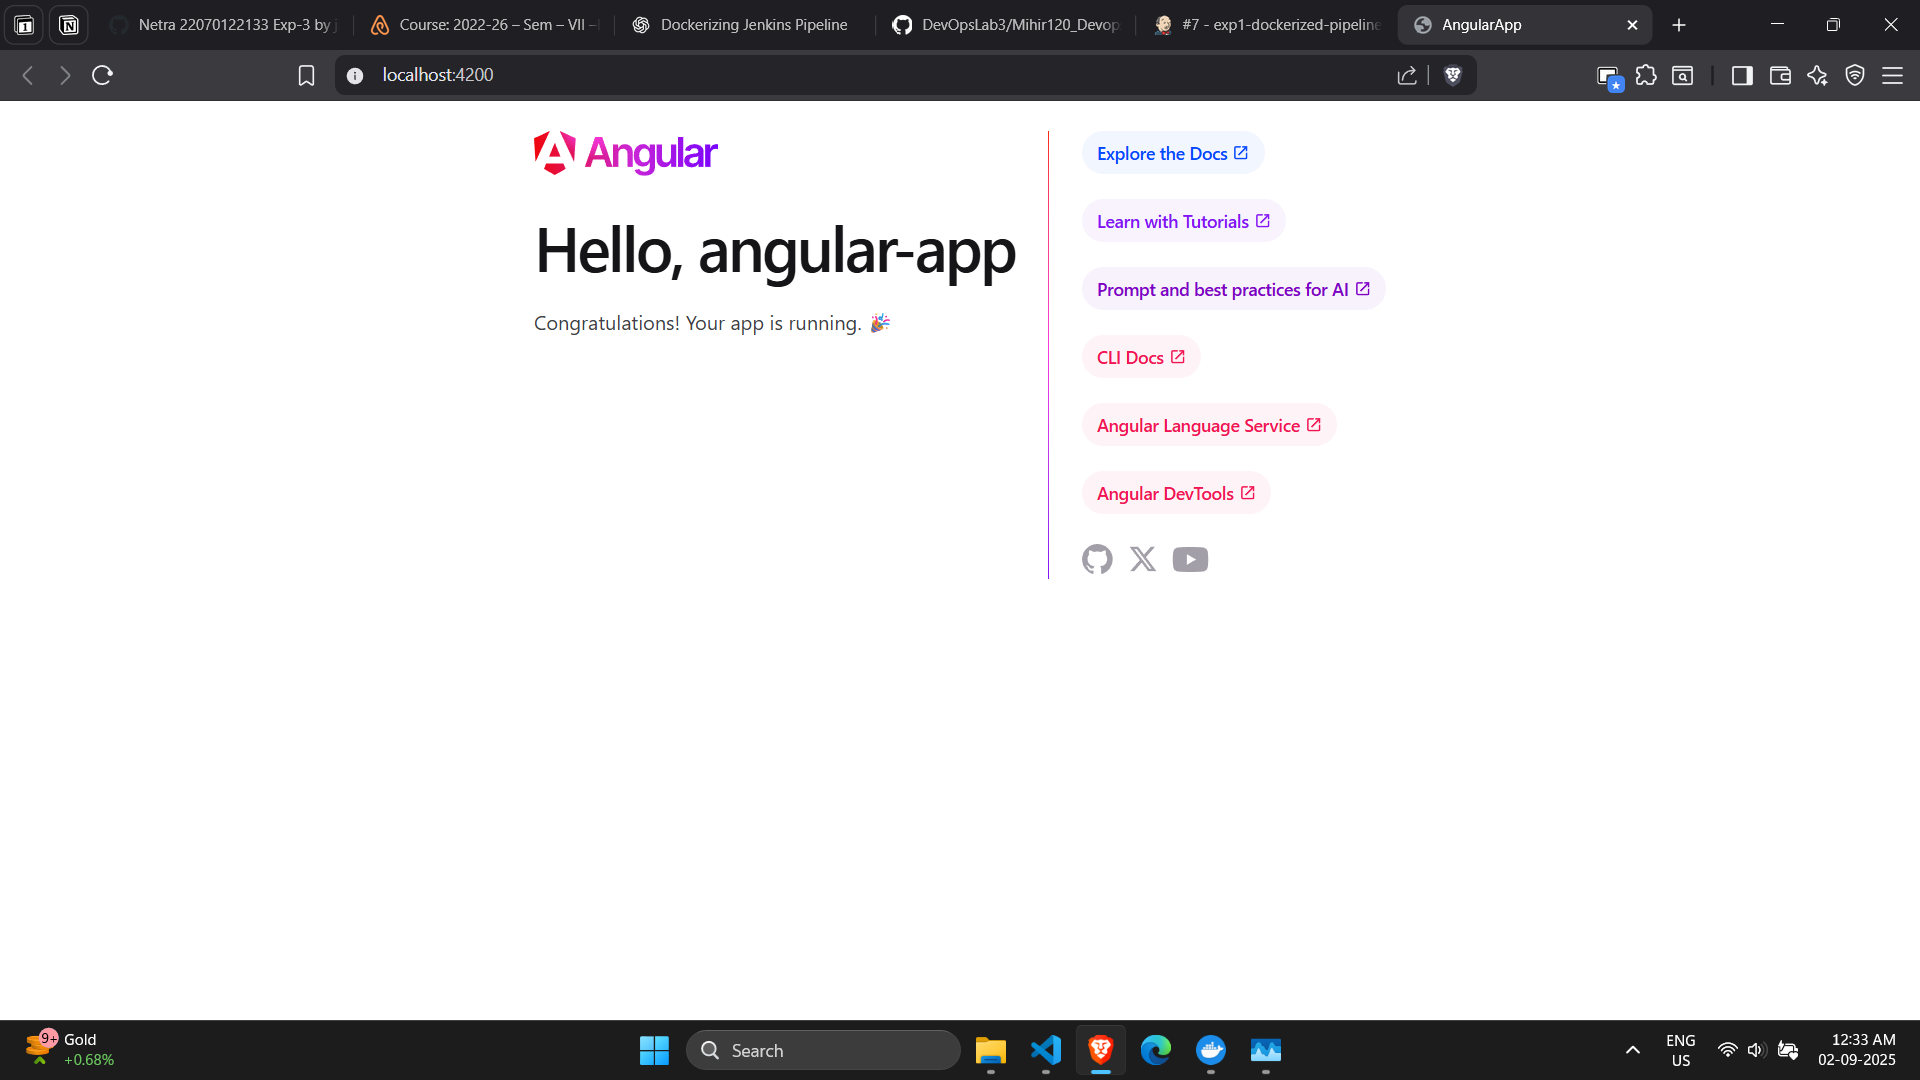 Netra 22070122133 Exp-3 by j
Course: 2022-26 – Sem – VII –
Dockerizing Jenkins Pipeline
DevOpsLab3/Mihir120_Devop
#7 - exp1-dockerized-pipeline
AngularApp
localhost:4200
Angular
Hello, angular-app
Congratulations! Your app is running. 🎉
Explore the Docs
Learn with Tutorials
Prompt and best practices for AI
CLI Docs
Angular Language Service
Angular DevTools
9+
Gold
+0.68%
Search
ENG
US
12:33 AM
02-09-2025